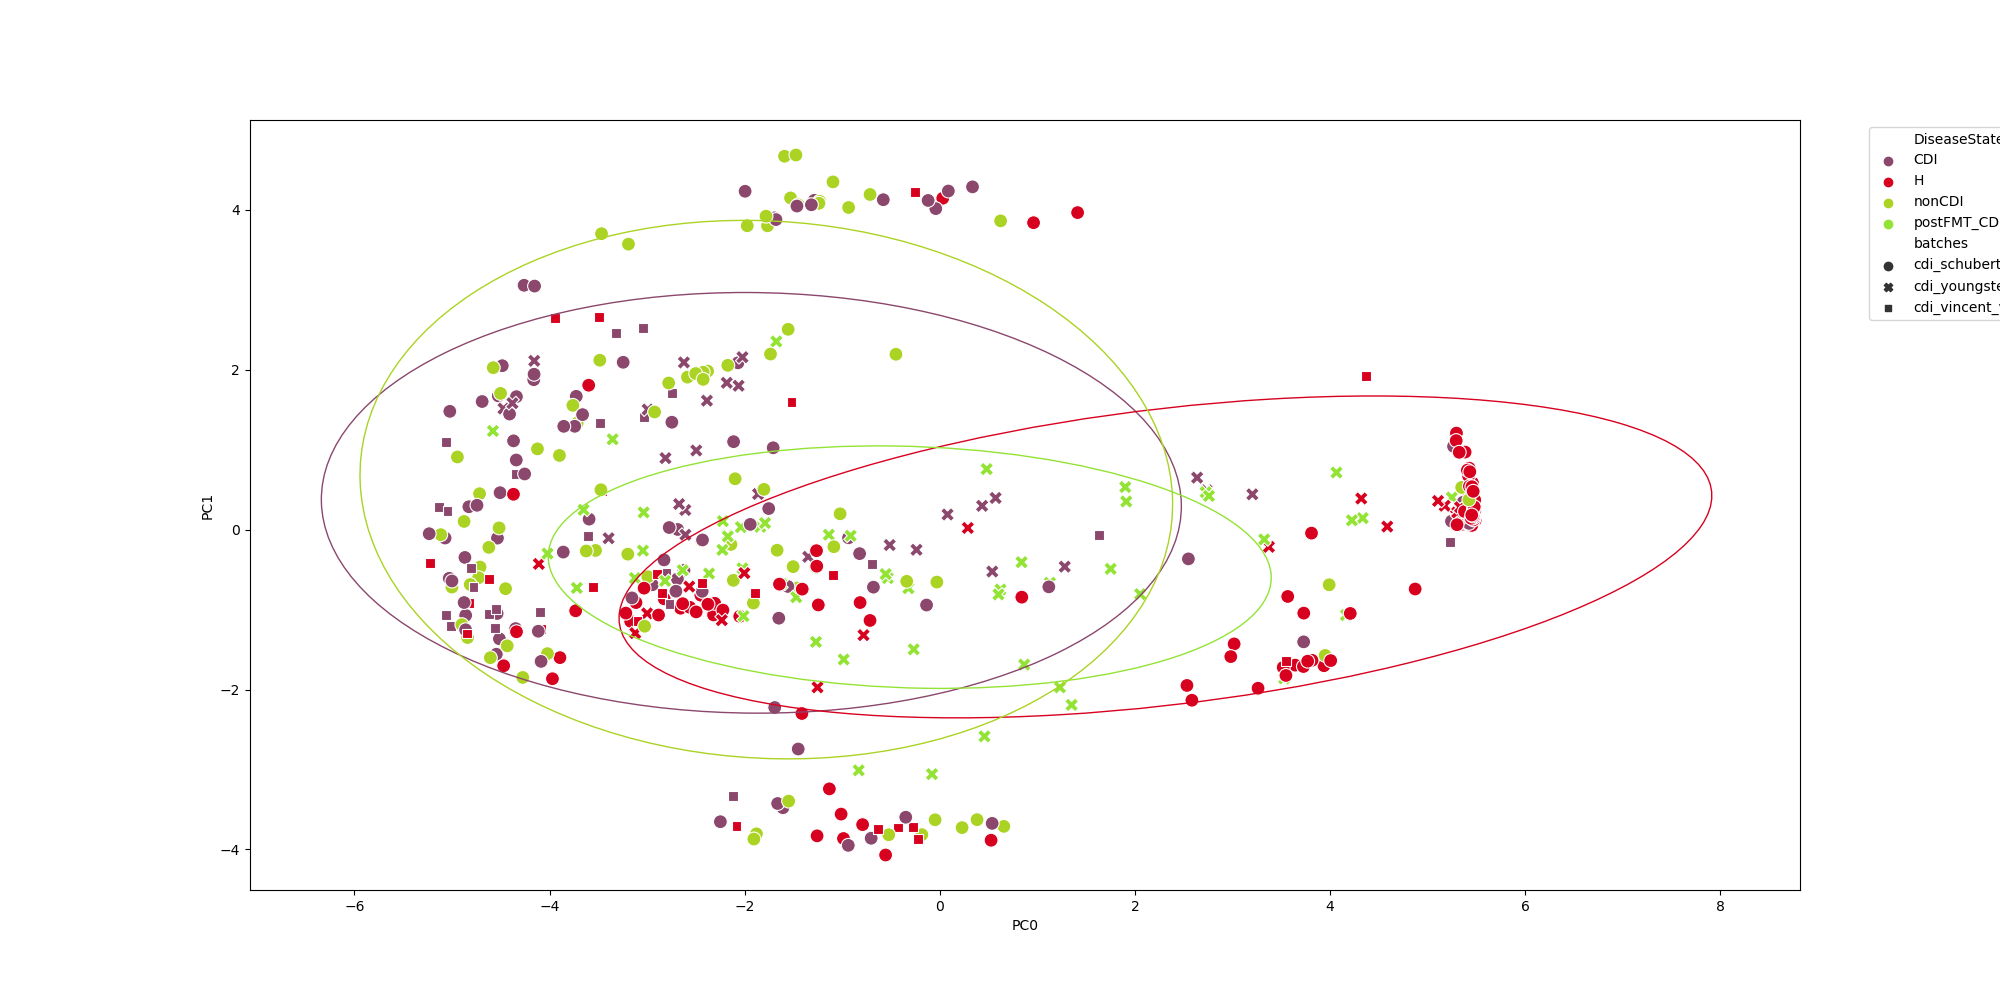 DiseaseState
CDI
H
nonCDI
postFMT_CD
batches
cdi_schubert
cdi_youngste
cdi_vincent_
PC1
4
2
0
−2
−4
−6
−4
−2
0
2
4
6
8
PC0